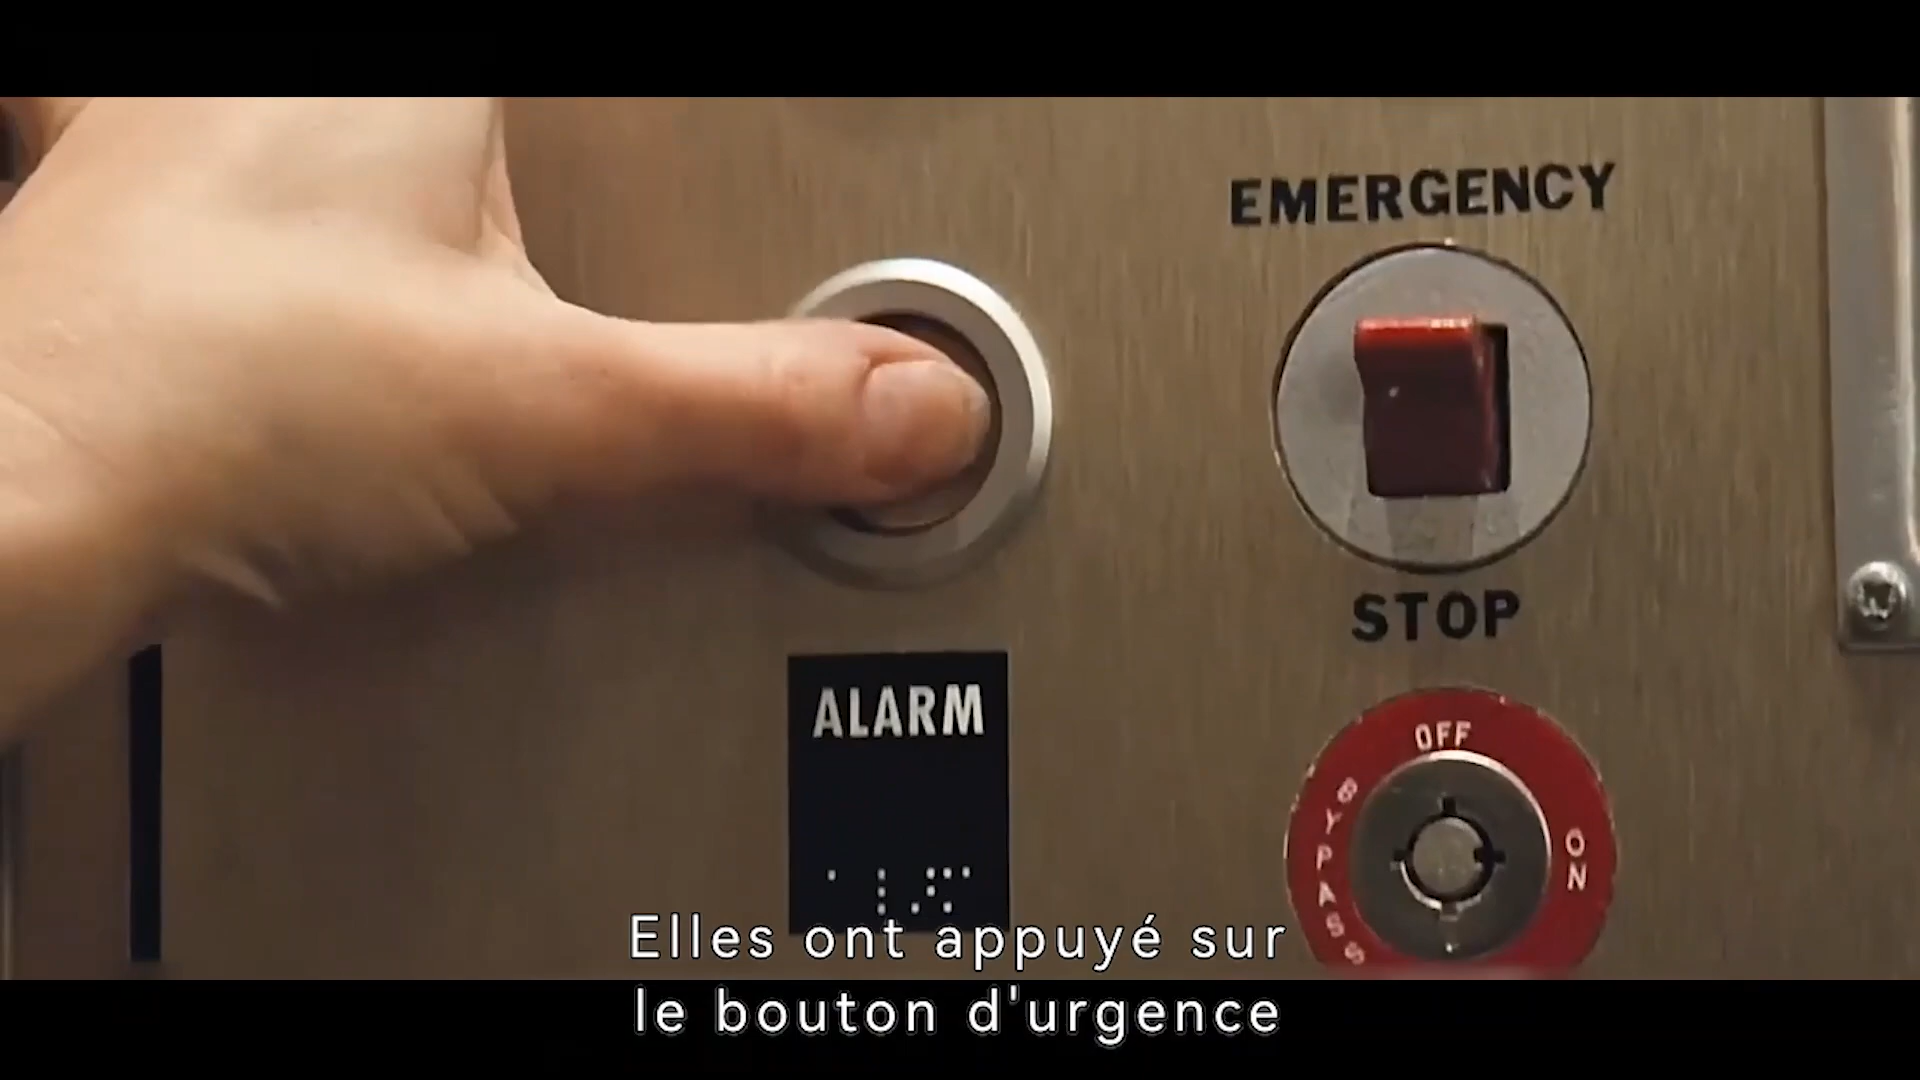 EMERGENCY
STOP
ALARM
OFF
BYPASS
ON
Elles ont appuyé sur
le bouton d'urgence